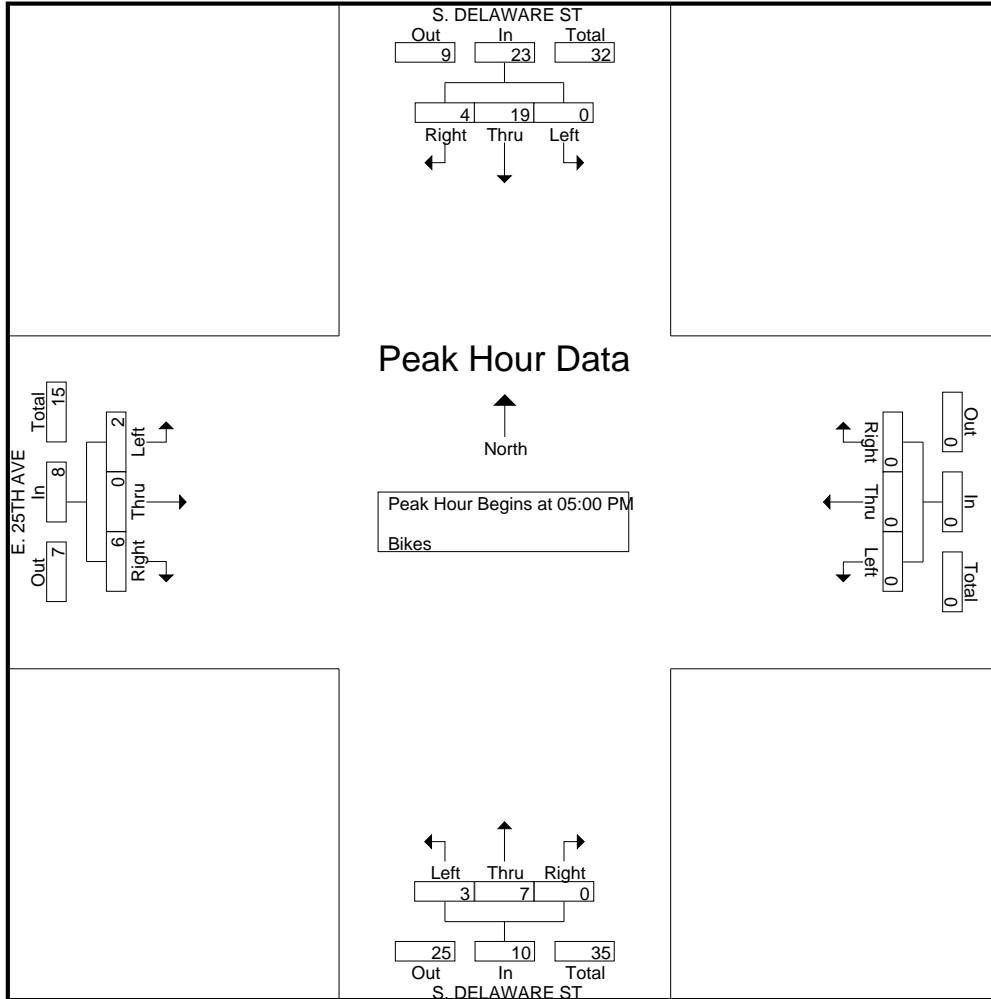 S. DELAWARE ST
Out In Total
9 23 32
4 19 0
Right Thru Left
Peak Hour Data
North
Peak Hour Begins at 05:00 PM
Bikes
E. 25TH AVE
Out In Total
7 8 15
6 0 2
Right Thru Left
Out In Total
0 0 0
0 0 0
Right Thru Left
Left Thru Right
3 7 0
25 10 35
Out In Total
S. DELAWARE ST